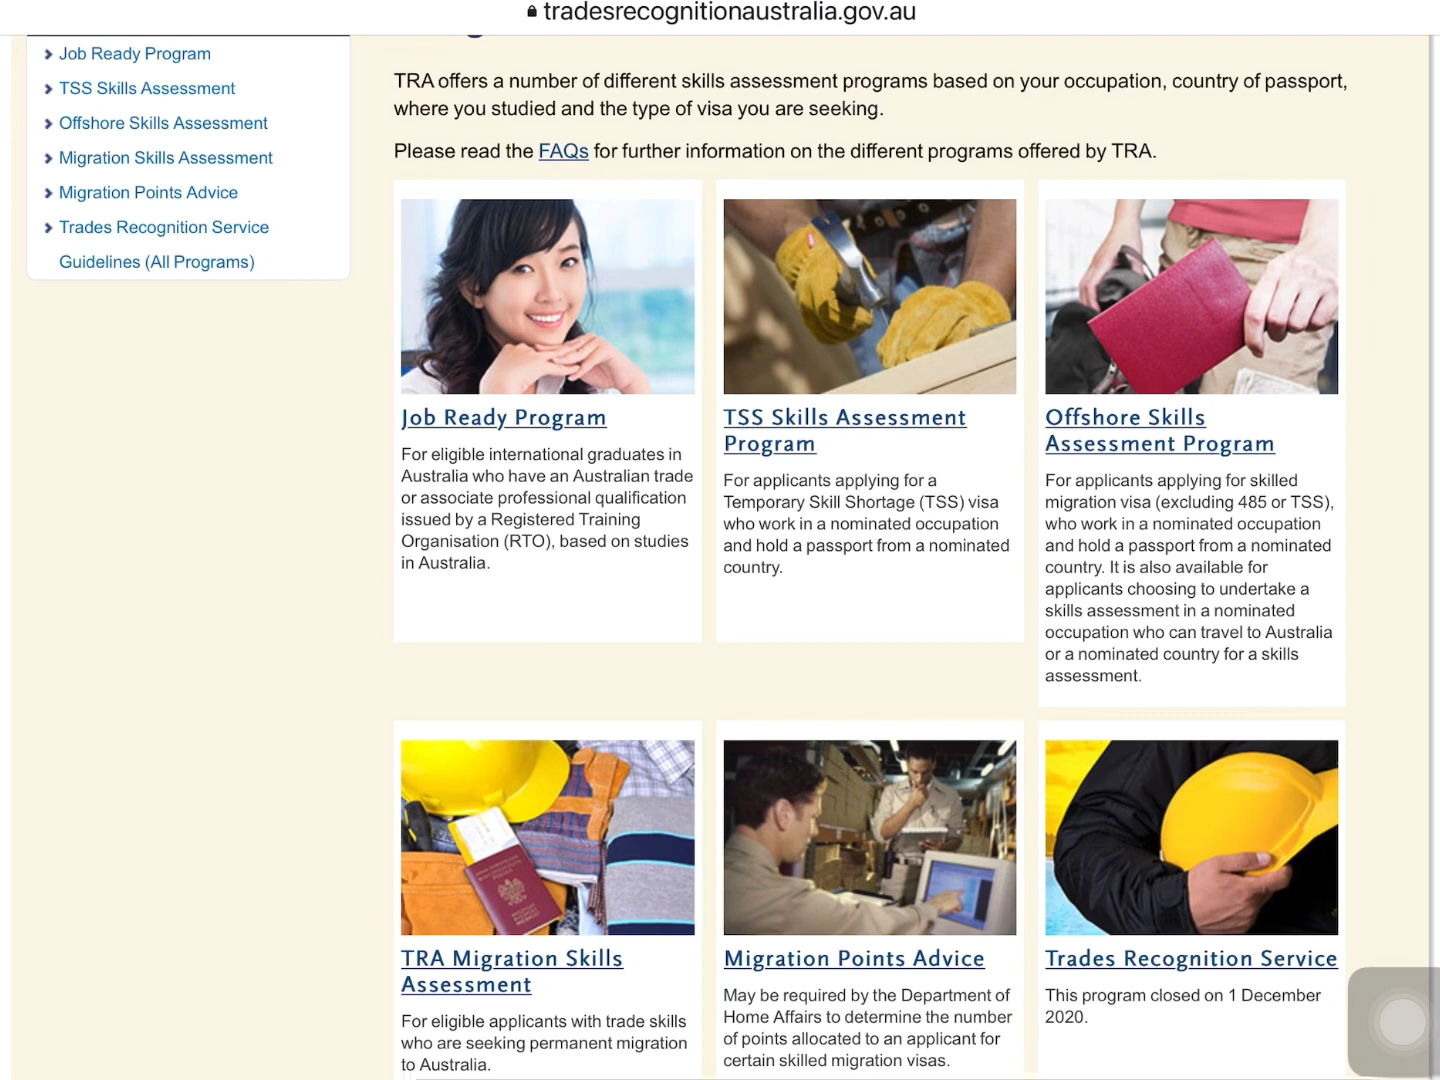 tradesrecognitionaustralia.gov.au
Job Ready Program
TSS Skills Assessment
Offshore Skills Assessment
Migration Skills Assessment
Migration Points Advice
Trades Recognition Service
Guidelines (All Programs)
TRA offers a number of different skills assessment programs based on your occupation, country of passport,
where you studied and the type of visa you are seeking.
Please read the FAQs for further information on the different programs offered by TRA.
Job Ready Program
For eligible international graduates in
Australia who have an Australian trade
or associate professional qualification
issued by a Registered Training
Organisation (RTO), based on studies
in Australia.
TSS Skills Assessment
Program
For applicants applying for a
Temporary Skill Shortage (TSS) visa
who work in a nominated occupation
and hold a passport from a nominated
country.
Offshore Skills
Assessment Program
For applicants applying for skilled
migration visa (excluding 485 or TSS),
who work in a nominated occupation
and hold a passport from a nominated
country. It is also available for
applicants choosing to undertake a
skills assessment in a nominated
occupation who can travel to Australia
or a nominated country for a skills
assessment.
TRA Migration Skills
Assessment
For eligible applicants with trade skills
who are seeking permanent migration
to Australia.
Migration Points Advice
May be required by the Department of
Home Affairs to determine the number
of points allocated to an applicant for
certain skilled migration visas.
Trades Recognition Service
This program closed on 1 December
2020.